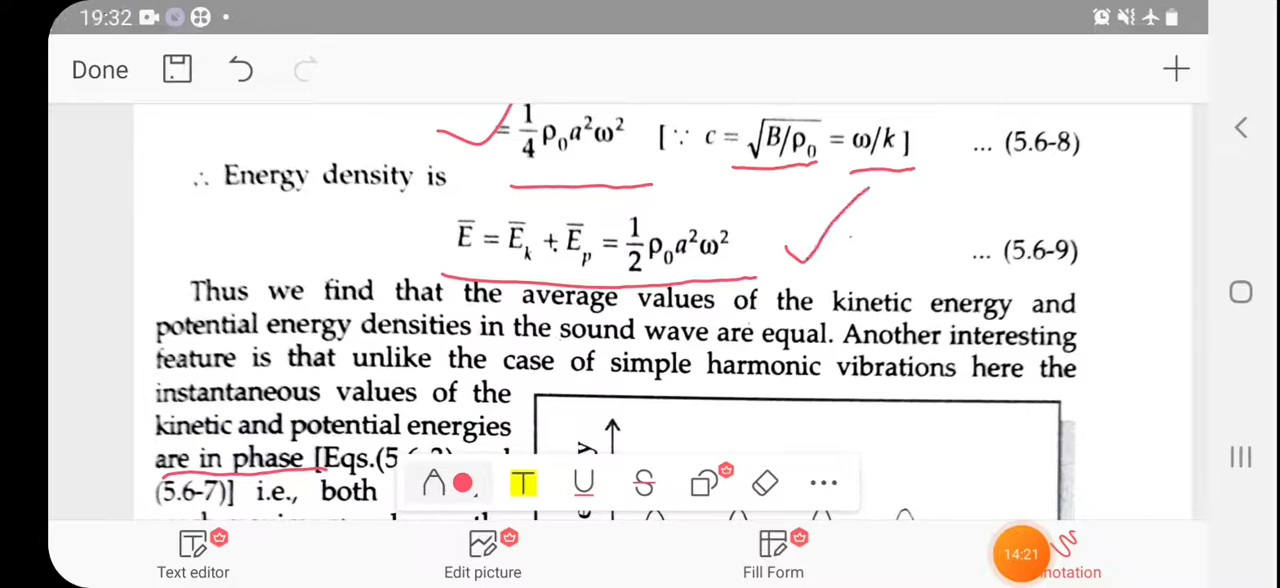 19:32
Done
= 1/4 ρ₀a²ω² [∵ c = √B/ρ₀ = ω/k] ... (5.6-8)
∴ Energy density is
Ē = Ēₖ + Ēₚ = 1/2 ρ₀a²ω² ... (5.6-9)
Thus we find that the average values of the kinetic energy and
potential energy densities in the sound wave are equal. Another interesting
feature is that unlike the case of simple harmonic vibrations here the
instantaneous values of the
kinetic and potential energies
are in phase [Eqs.(5.6
(5.6-7)] i.e., both
T U S
Text editor
Edit picture
Fill Form
14:21
notation